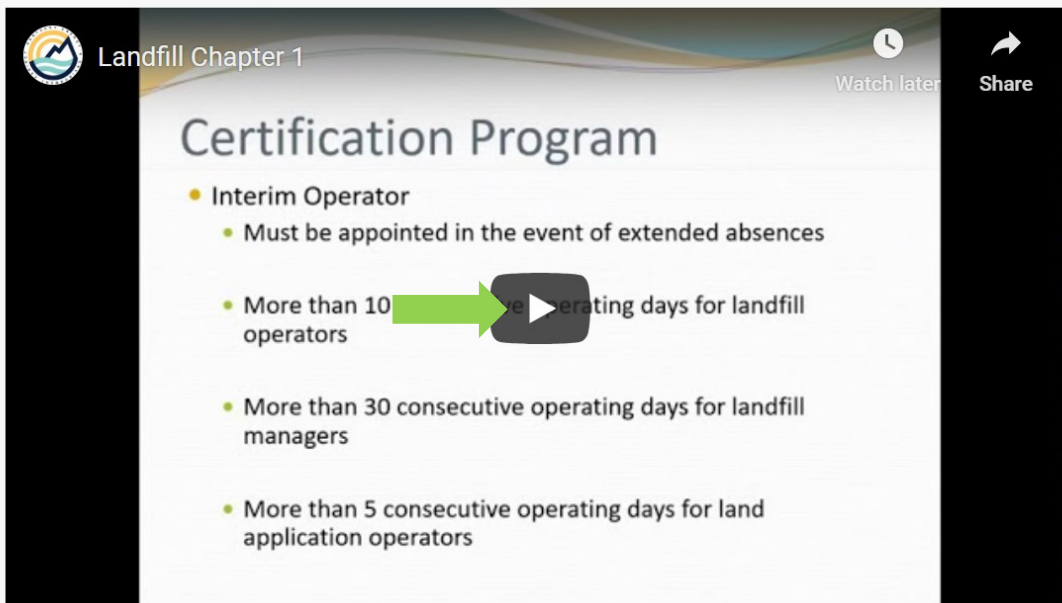 Landfill Chapter 1
Watch later
Share
Certification Program
Interim Operator
Must be appointed in the event of extended absences
More than 10 operating days for landfill
operators
More than 30 consecutive operating days for landfill
managers
More than 5 consecutive operating days for land
application operators